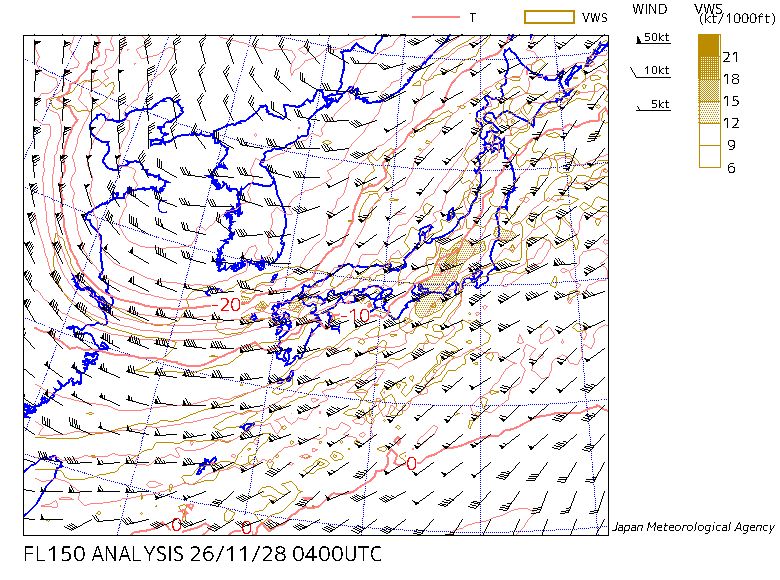 T VWS WIND VWS
(kt/1000ft)
50kt
10kt
5kt
21
18
15
12
9
6
-20
-10
0
0
0
Japan Meteorological Agency
FL150 ANALYSIS 26/11/28 0400UTC